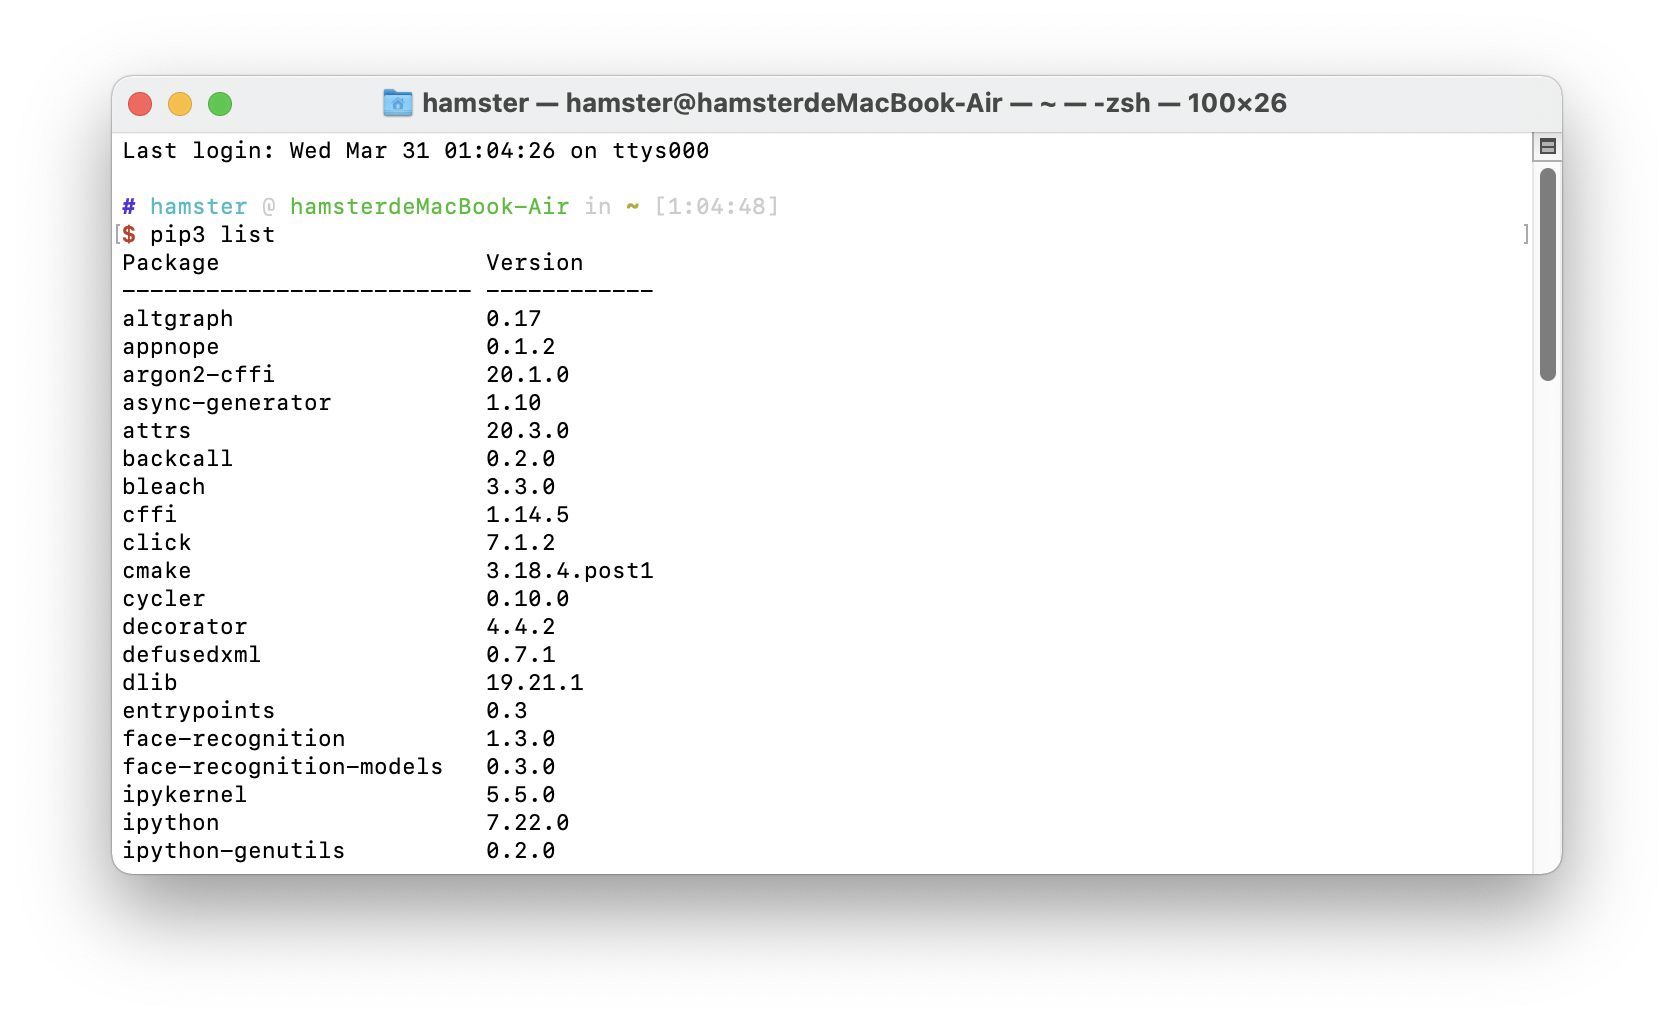 hamster — hamster@hamsterdeMacBook-Air — ~ — -zsh — 100×26
Last login: Wed Mar 31 01:04:26 on ttys000
# hamster @ hamsterdeMacBook-Air in ~ [1:04:48]
[$ pip3 list ]
Package                   Version
------------------------- ------------
altgraph                  0.17
appnope                   0.1.2
argon2-cffi               20.1.0
async-generator           1.10
attrs                     20.3.0
backcall                  0.2.0
bleach                    3.3.0
cffi                      1.14.5
click                     7.1.2
cmake                     3.18.4.post1
cycler                    0.10.0
decorator                 4.4.2
defusedxml                0.7.1
dlib                      19.21.1
entrypoints               0.3
face-recognition          1.3.0
face-recognition-models   0.3.0
ipykernel                 5.5.0
ipython                   7.22.0
ipython-genutils          0.2.0